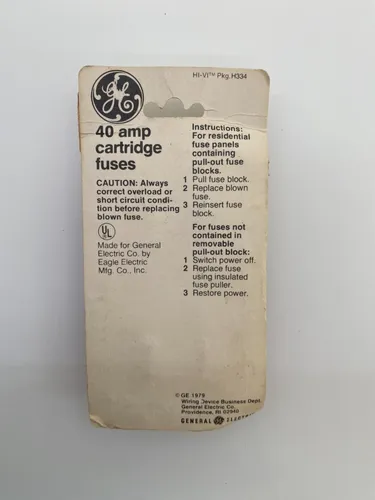 HI-VI™ Pkg. H334
GE
40 amp
cartridge
fuses
CAUTION: Always
correct overload or
short circuit condi-
tion before replacing
blown fuse.
UL
Made for General
Electric Co. by
Eagle Electric
Mfg. Co., Inc.
Instructions:
For residential
fuse panels
containing
pull-out fuse
blocks.
1 Pull fuse block.
2 Replace blown
fuse.
3 Reinsert fuse
block.
For fuses not
contained in
removable
pull-out block:
1 Switch power off.
2 Replace fuse
using insulated
fuse puller.
3 Restore power.
© GE 1979
Wiring Device Business Dept.
General Electric Co.
Providence, RI 02940
GENERAL GE ELECTRIC